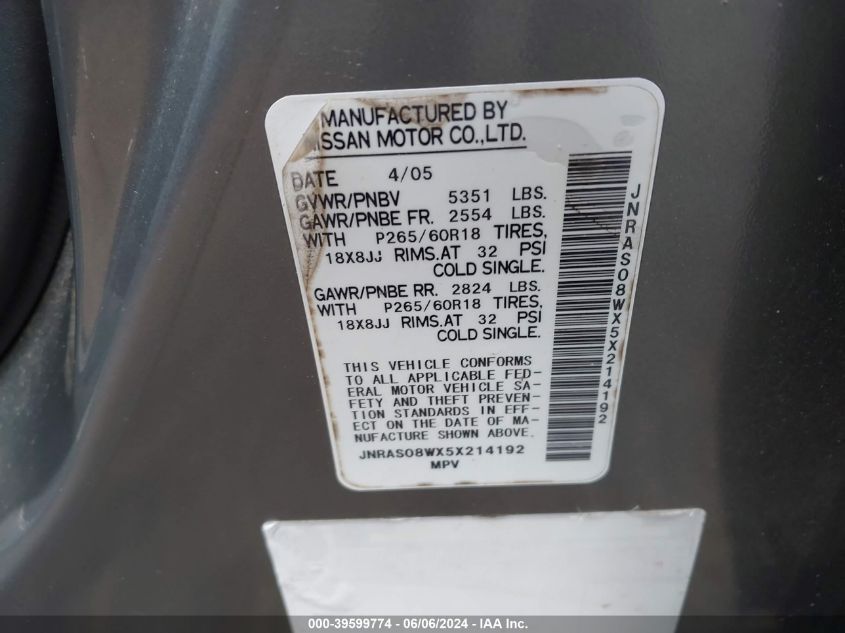 MANUFACTURED BY
NISSAN MOTOR CO.,LTD.
DATE 4/05
GVWR/PNBV 5351 LBS.
GAWR/PNBE FR. 2554 LBS.
WITH P265/60R18 TIRES,
18X8JJ RIMS.AT 32 PSI
COLD SINGLE.
GAWR/PNBE RR. 2824 LBS.
WITH P265/60R18 TIRES,
18X8JJ RIMS.AT 32 PSI
COLD SINGLE.
THIS VEHICLE CONFORMS
TO ALL APPLICABLE FED-
ERAL MOTOR VEHICLE SA-
FETY AND THEFT PREVEN-
TION STANDARDS IN EFF-
ECT ON THE DATE OF MA-
NUFACTURE SHOWN ABOVE.
JNRAS08WX5X214192
MPV
JNRAS08WX5X214192
000-39599774 - 06/06/2024 - IAA Inc.